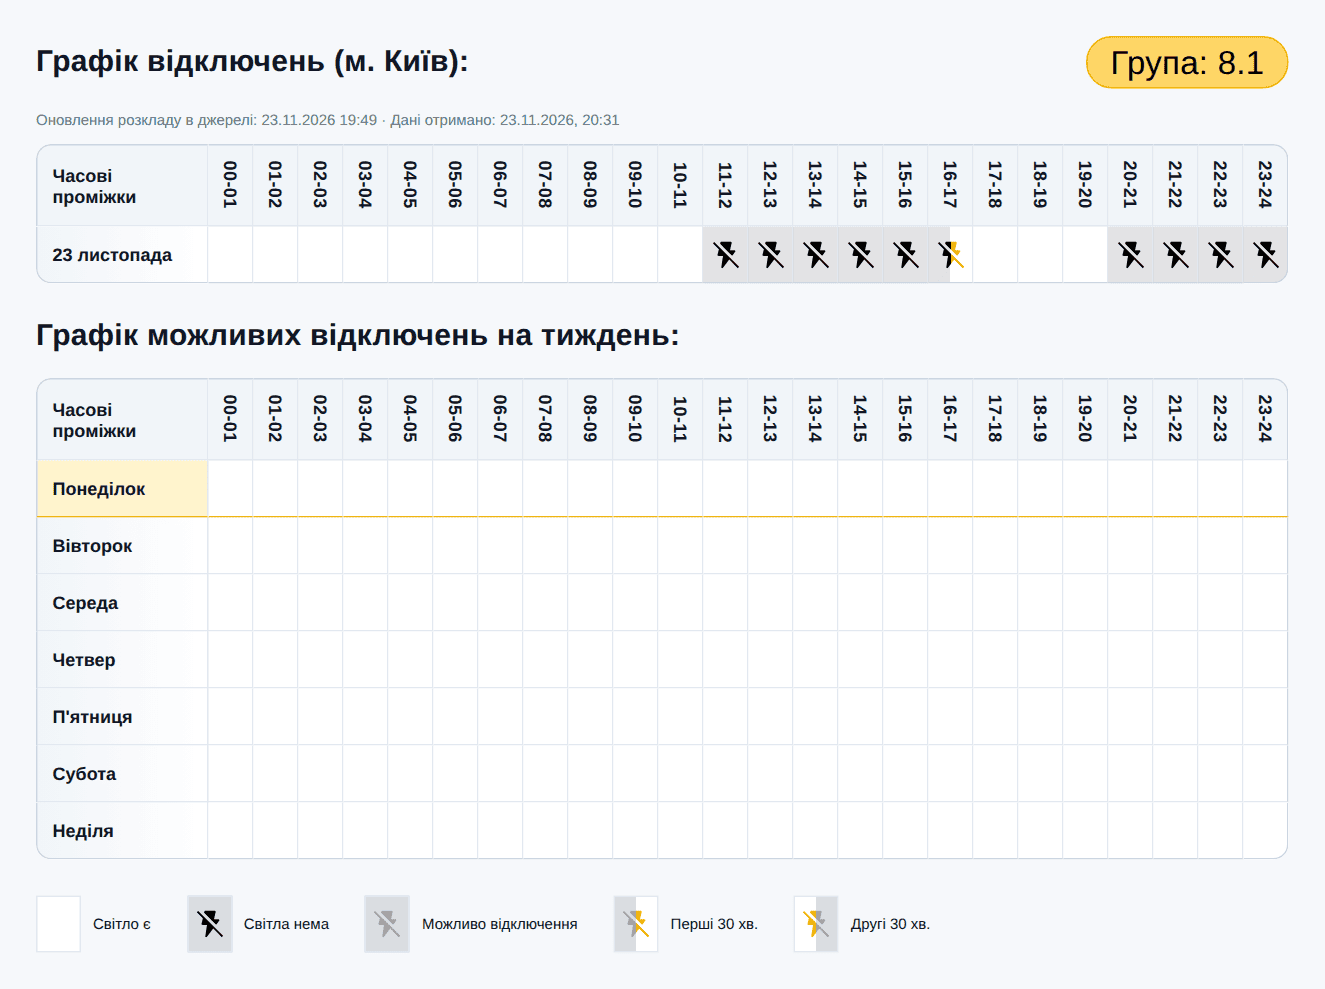 Графік відключень (м. Київ):
Група: 8.1
Оновлення розкладу в джерелі: 23.11.2026 19:49 · Дані отримано: 23.11.2026, 20:31
Часові
проміжки
00-01 01-02 02-03 03-04 04-05 05-06 06-07 07-08 08-09 09-10 10-11 11-12 12-13 13-14 14-15 15-16 16-17 17-18 18-19 19-20 20-21 21-22 22-23 23-24
23 листопада
Графік можливих відключень на тиждень:
Часові
проміжки
00-01 01-02 02-03 03-04 04-05 05-06 06-07 07-08 08-09 09-10 10-11 11-12 12-13 13-14 14-15 15-16 16-17 17-18 18-19 19-20 20-21 21-22 22-23 23-24
Понеділок
Вівторок
Середа
Четвер
П'ятниця
Субота
Неділя
Світло є Світла нема Можливо відключення Перші 30 хв. Другі 30 хв.